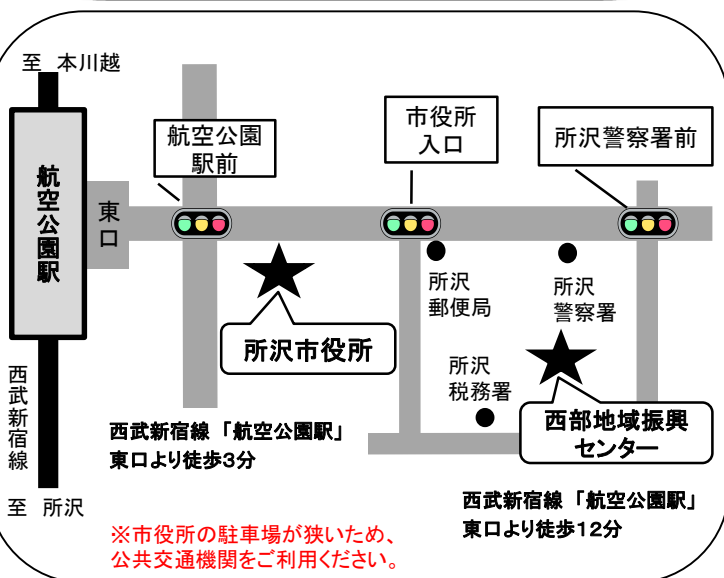 至 本川越
航空公園駅
東口
西武新宿線
至 所沢
航空公園
駅前
市役所
入口
所沢警察署前
所沢市役所
所沢
郵便局
所沢
警察署
所沢
税務署
西部地域振興
センター
西武新宿線 「航空公園駅」
東口より徒歩3分
西武新宿線 「航空公園駅」
東口より徒歩12分
※市役所の駐車場が狭いため、
公共交通機関をご利用ください。